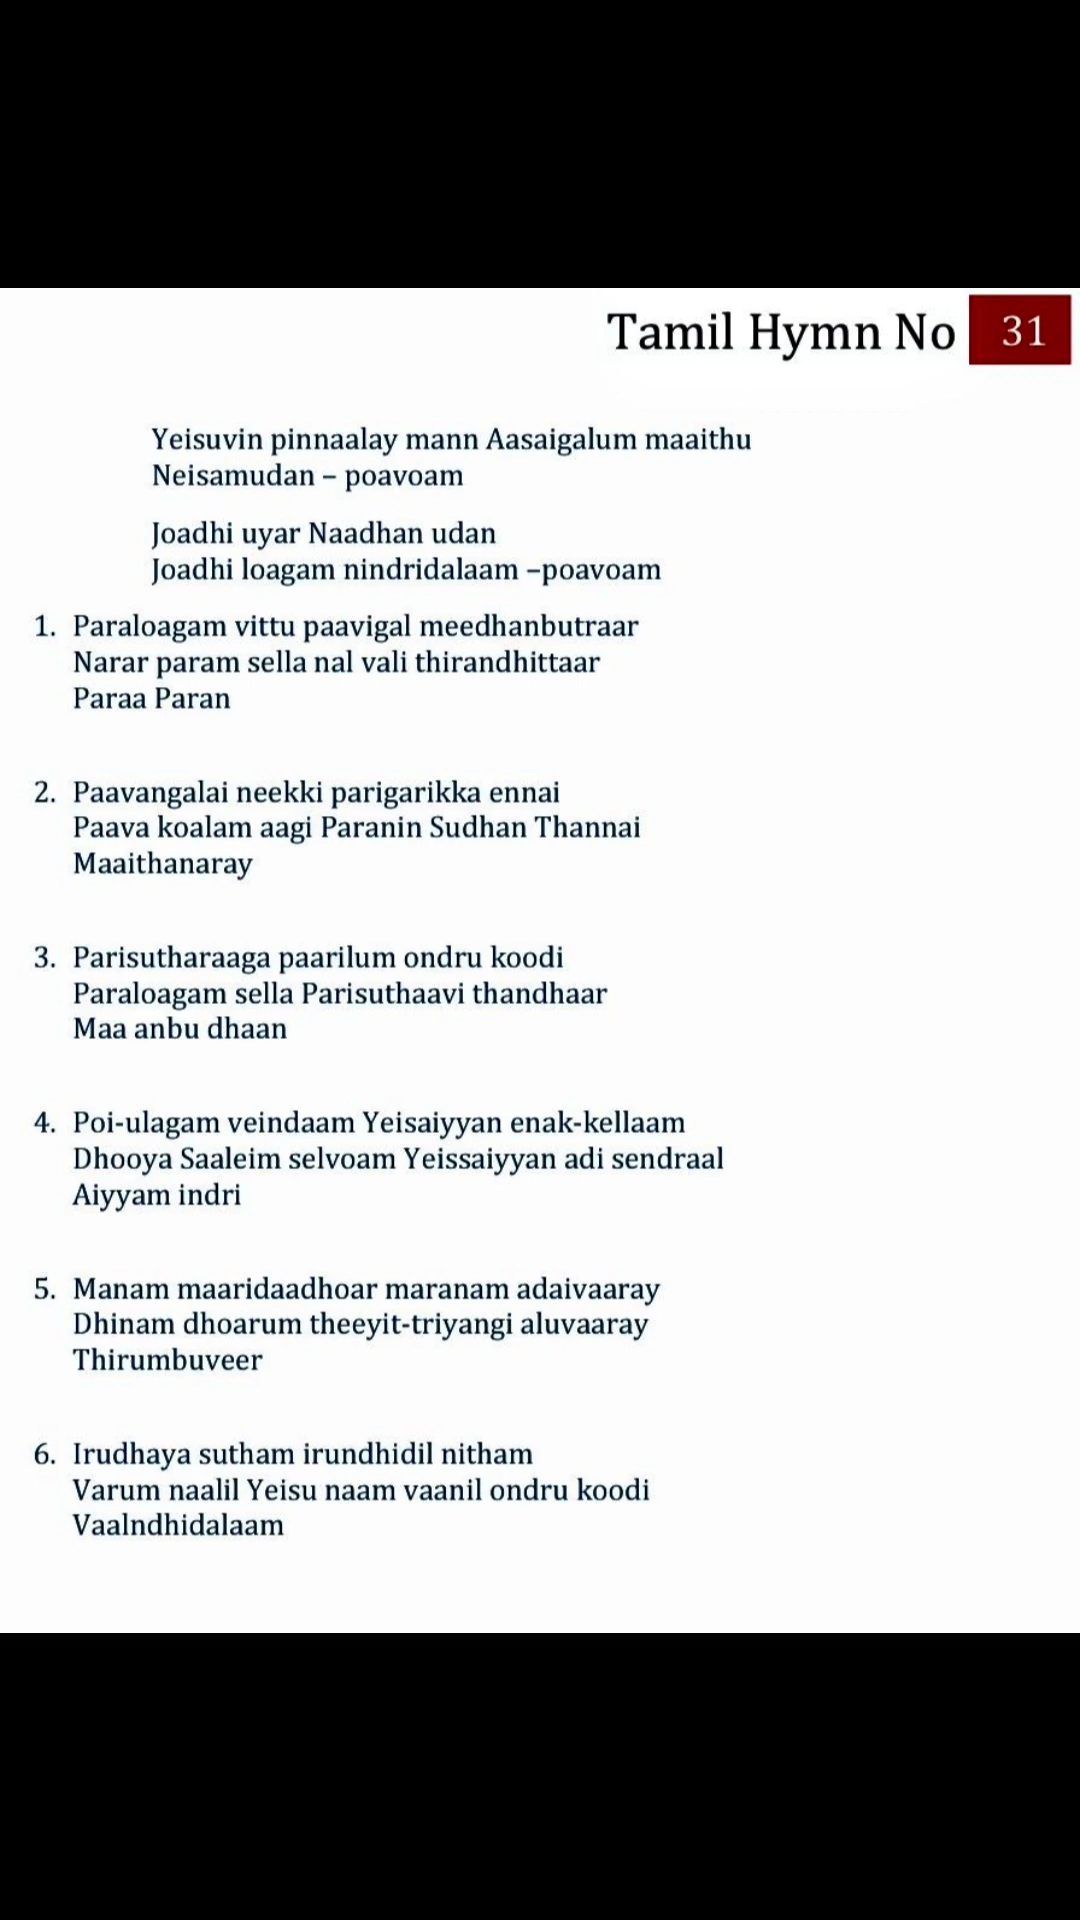 Tamil Hymn No 31
Yeisuvin pinnaalay mann Aasaigalum maaithu
Neisamudan – poavoam
Joadhi uyar Naadhan udan
Joadhi loagam nindridalaam –poavoam
1. Paraloagam vittu paavigal meedhanbutraar
Narar param sella nal vali thirandhittaar
Paraa Paran
2. Paavangalai neekki parigarikka ennai
Paava koalam aagi Paranin Sudhan Thannai
Maaithanaray
3. Parisutharaaga paarilum ondru koodi
Paraloagam sella Parisuthaavi thandhaar
Maa anbu dhaan
4. Poi-ulagam veindaam Yeisaiyyan enak-kellaam
Dhooya Saaleim selvoam Yeissaiyyan adi sendraal
Aiyyam indri
5. Manam maaridaadhoar maranam adaivaaray
Dhinam dhoarum theeyit-triyangi aluvaaray
Thirumbuveer
6. Irudhaya sutham irundhidil nitham
Varum naalil Yeisu naam vaanil ondru koodi
Vaalndhidalaam